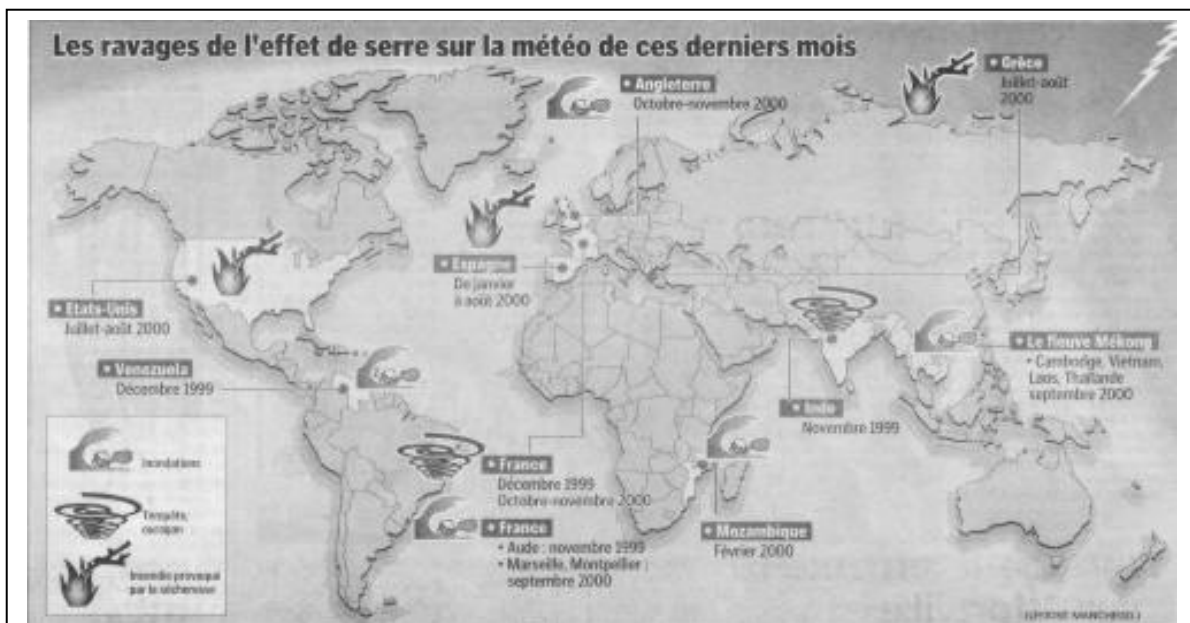 Les ravages de l'effet de serre sur la météo de ces derniers mois
• Angleterre
Octobre-novembre 2000
• Grèce
Juillet-août
2000
• Espagne
De janvier
à août 2000
• Etats-Unis
Juillet-août 2000
• Venezuela
Décembre 1999
• Le fleuve Mékong
• Cambodge, Vietnam,
Laos, Thaïlande
septembre 2000
• Inde
Novembre 1999
• France
Décembre 1999
Octobre-novembre 2000
• France
• Aude : novembre 1999
• Marseille, Montpellier :
septembre 2000
• Mozambique
Février 2000
Inondations
Tempête,
Incendie provoqué
par la sécheresse